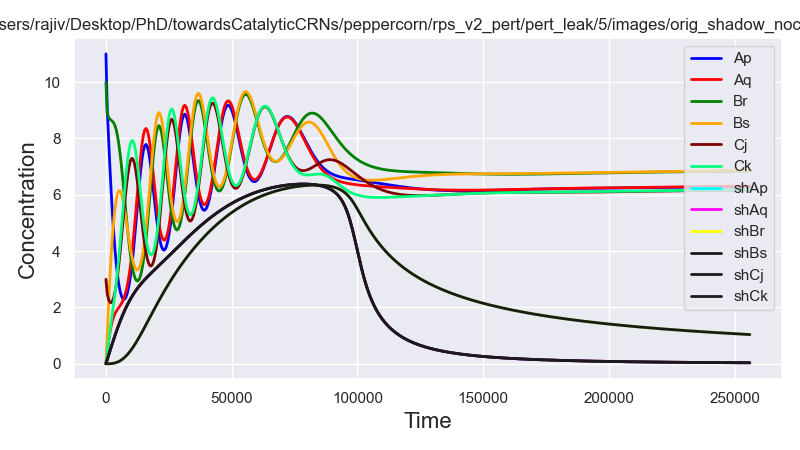 sers/rajiv/Desktop/PhD/towardsCatalyticCRNs/peppercorn/rps_v2_pert/pert_leak/5/images/orig_shadow_noc
Concentration
10
8
6
4
2
0
Ap
Aq
Br
Bs
Cj
Ck
shAp
shAq
shBr
shBs
shCj
shCk
0 50000 100000 150000 200000 250000
Time